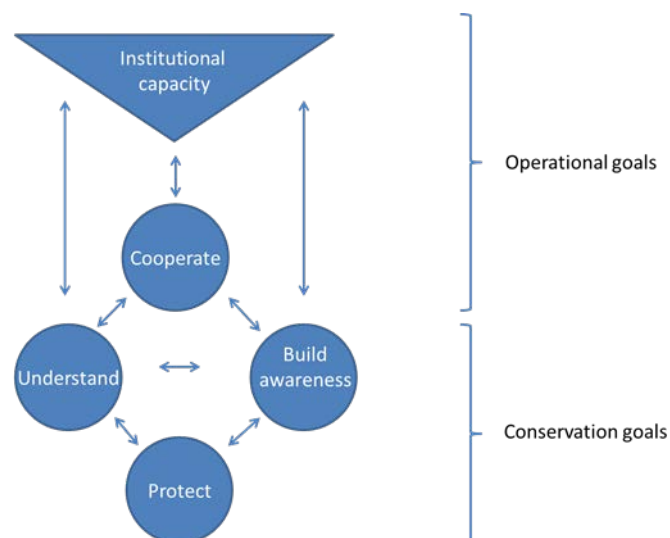 Institutional
capacity
Operational goals
Cooperate
Understand
Build
awareness
Conservation goals
Protect